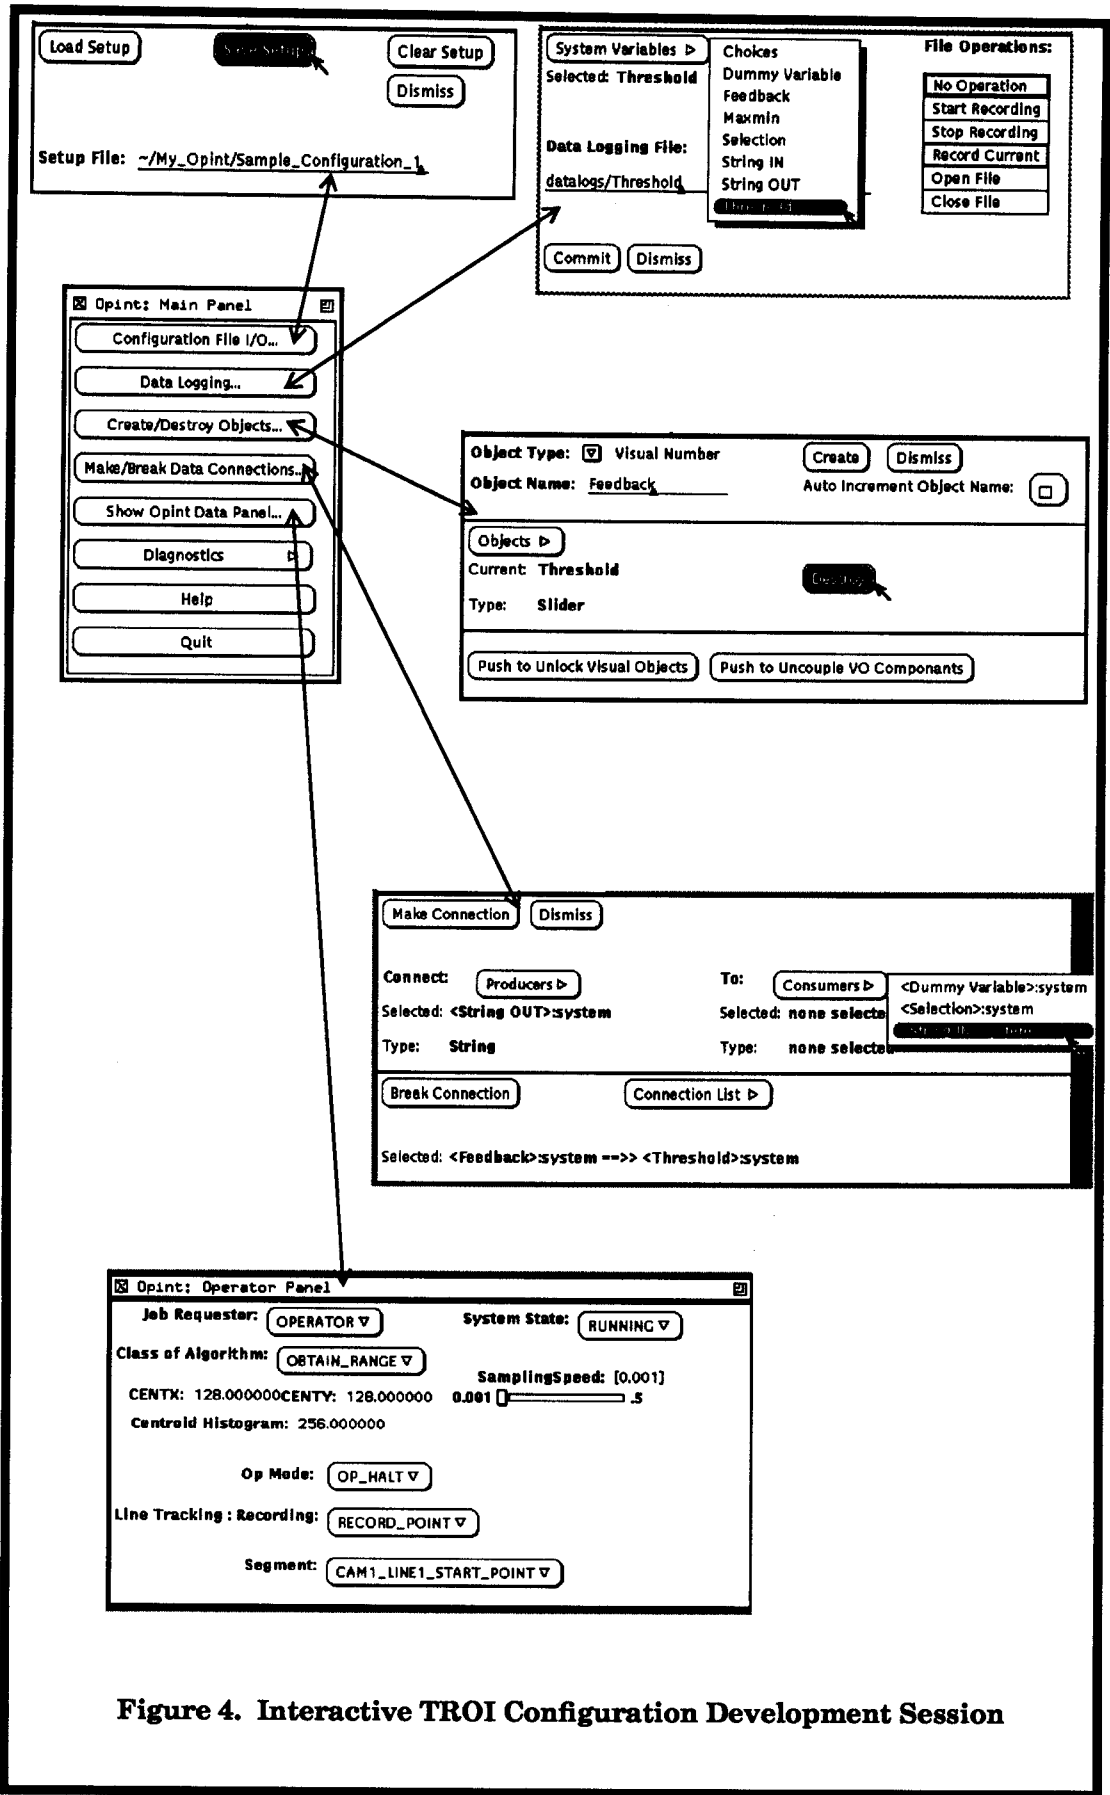 Load Setup
Save Setup
Clear Setup
Dismiss
Setup File: ~/My_Opint/Sample_Configuration_1
System Variables
Selected: Threshold
Data Logging File:
datalogs/Threshold
Commit
Dismiss
Choices
Dummy Variable
Feedback
Maxmin
Selection
String IN
String OUT
File Operations:
No Operation
Start Recording
Stop Recording
Record Current
Open File
Close File
Opint: Main Panel
Configuration File I/O...
Data Logging...
Create/Destroy Objects...
Make/Break Data Connections...
Show Opint Data Panel...
Diagnostics
Help
Quit
Object Type: Visual Number
Create
Dismiss
Object Name: Feedback
Auto Increment Object Name:
Objects
Current: Threshold
Destroy
Type: Slider
Push to Unlock Visual Objects
Push to Uncouple VO Componants
Make Connection
Dismiss
Connect: Producers
To: Consumers
<Dummy Variable>:system
<Selection>:system
Selected: <String OUT>:system
Selected: none selecte
Type: String
Type: none selected
Break Connection
Connection List
Selected: <Feedback>:system ==>> <Threshold>:system
Opint: Operator Panel
Job Requester: OPERATOR
System State: RUNNING
Class of Algorithm: OBTAIN_RANGE
SamplingSpeed: [0.001]
CENTX: 128.000000CENTY: 128.000000
0.001 .5
Centroid Histogram: 256.000000
Op Mode: OP_HALT
Line Tracking : Recording: RECORD_POINT
Segment: CAM1_LINE1_START_POINT
Figure 4. Interactive TROI Configuration Development Session